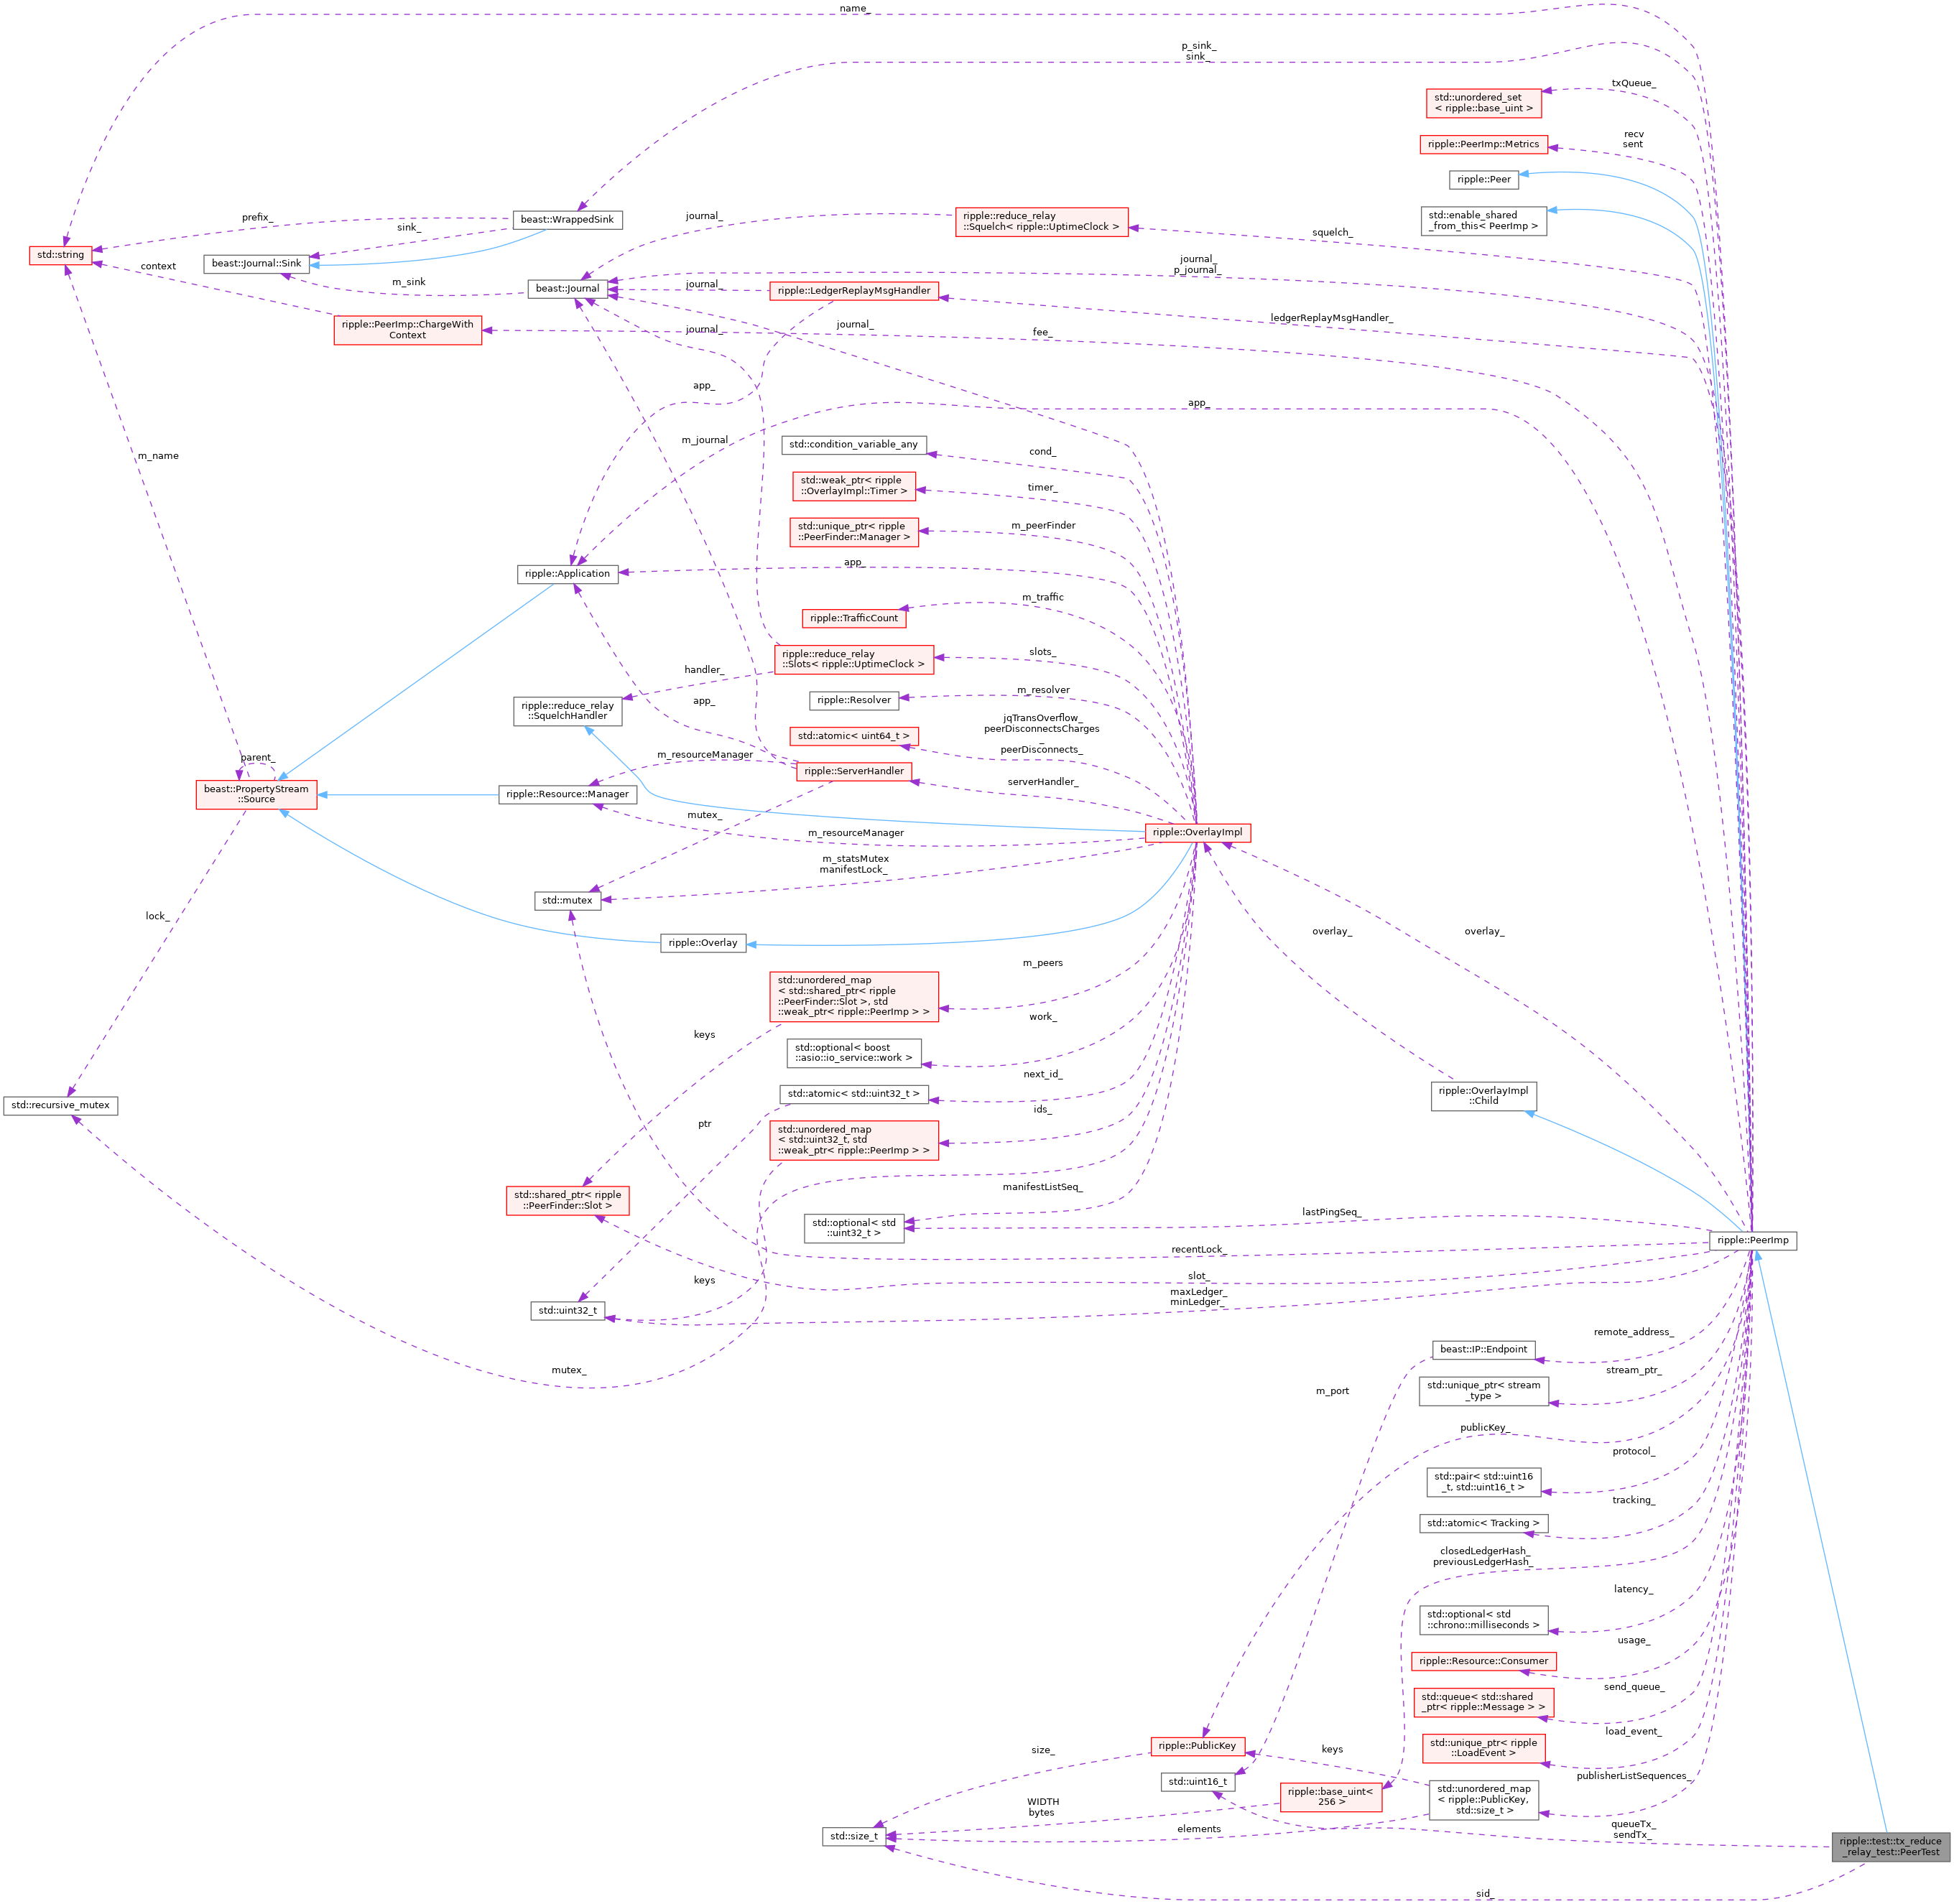 name_
p_sink_
sink_
std::unordered_set
< ripple::base_uint >
txQueue_
ripple::PeerImp::Metrics
recv
sent
ripple::Peer
std::enable_shared
_from_this< PeerImp >
beast::WrappedSink
prefix_
sink_
journal_
ripple::reduce_relay
::Squelch< ripple::UptimeClock >
squelch_
std::string
beast::Journal::Sink
context
m_sink
beast::Journal
journal_
ripple::LedgerReplayMsgHandler
journal_
p_journal_
ripple::PeerImp::ChargeWith
Context
journal_
journal_
fee_
ledgerReplayMsgHandler_
app_
app_
m_journal
std::condition_variable_any
cond_
m_name
std::weak_ptr< ripple
::OverlayImpl::Timer >
timer_
std::unique_ptr< ripple
::PeerFinder::Manager >
m_peerFinder
ripple::Application
app_
ripple::TrafficCount
m_traffic
ripple::reduce_relay
::Slots< ripple::UptimeClock >
slots_
handler_
ripple::reduce_relay
::SquelchHandler
app_
ripple::Resolver
m_resolver
std::atomic< uint64_t >
jqTransOverflow_
peerDisconnectsCharges
_
peerDisconnects_
parent_
m_resourceManager
ripple::ServerHandler
serverHandler_
beast::PropertyStream
::Source
ripple::Resource::Manager
mutex_
m_resourceManager
ripple::OverlayImpl
m_statsMutex
manifestLock_
std::mutex
lock_
ripple::Overlay
overlay_
overlay_
std::unordered_map
< std::shared_ptr< ripple
::PeerFinder::Slot >, std
::weak_ptr< ripple::PeerImp > >
m_peers
keys
std::optional< boost
::asio::io_service::work >
work_
std::atomic< std::uint32_t >
next_id_
ripple::OverlayImpl
::Child
std::recursive_mutex
ptr
std::unordered_map
< std::uint32_t, std
::weak_ptr< ripple::PeerImp > >
ids_
std::shared_ptr< ripple
::PeerFinder::Slot >
manifestListSeq_
std::optional< std
::uint32_t >
lastPingSeq_
ripple::PeerImp
recentLock_
keys
slot_
std::uint32_t
maxLedger_
minLedger_
mutex_
beast::IP::Endpoint
remote_address_
std::unique_ptr< stream
_type >
stream_ptr_
m_port
publicKey_
std::pair< std::uint16
_t, std::uint16_t >
protocol_
std::atomic< Tracking >
tracking_
closedLedgerHash_
previousLedgerHash_
std::optional< std
::chrono::milliseconds >
latency_
ripple::Resource::Consumer
usage_
std::queue< std::shared
_ptr< ripple::Message > >
send_queue_
std::unique_ptr< ripple
::LoadEvent >
load_event_
ripple::PublicKey
size_
keys
std::uint16_t
ripple::base_uint<
256 >
std::unordered_map
< ripple::PublicKey,
std::size_t >
publisherListSequences_
WIDTH
bytes
elements
queueTx_
sendTx_
std::size_t
ripple::test::tx_reduce
_relay_test::PeerTest
sid_